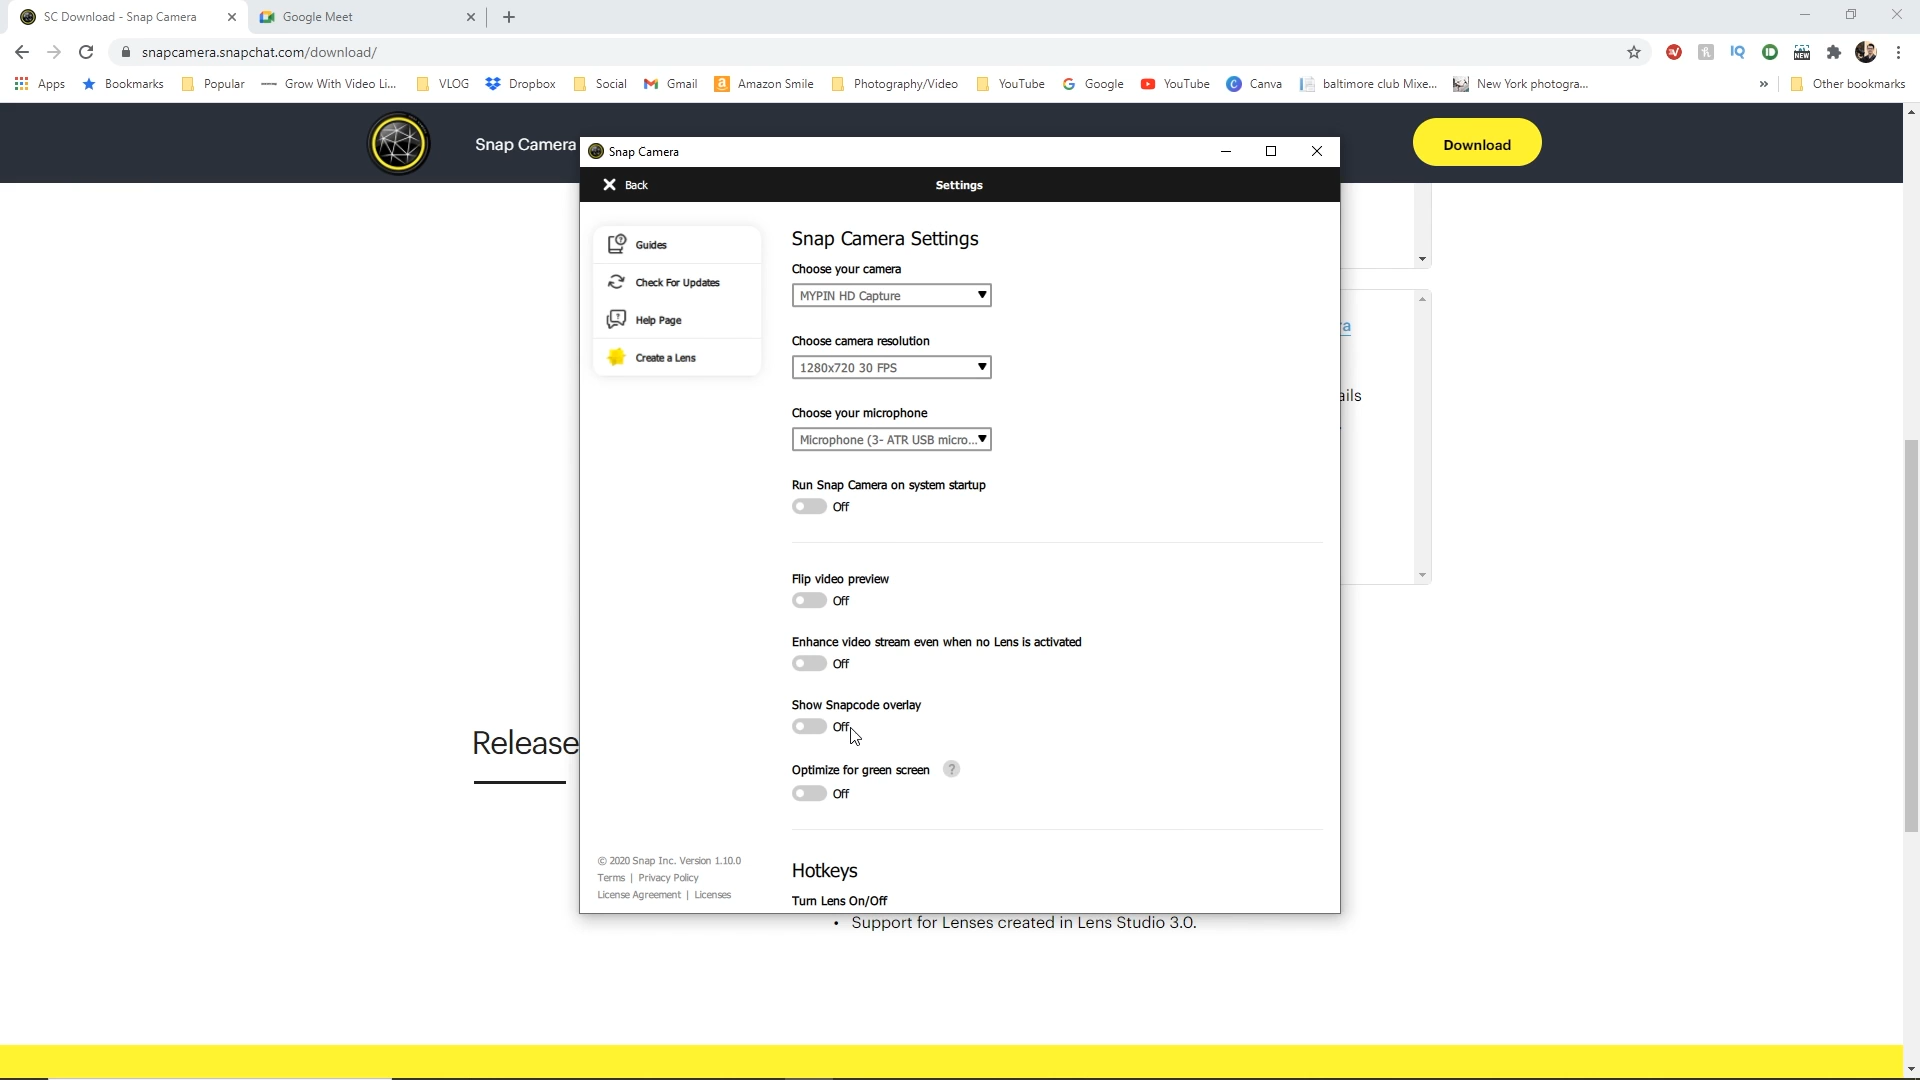 SC Download - Snap Camera
Google Meet
snapcamera.snapchat.com/download/
Apps
Bookmarks
Popular
Grow With Video Li...
VLOG
Dropbox
Social
Gmail
Amazon Smile
Photography/Video
YouTube
Google
YouTube
Canva
baltimore club Mixe...
New York photogra...
»
Other bookmarks
Snap Camera
Download
Snap Camera
Back
Settings
Guides
Check For Updates
Help Page
Create a Lens
Snap Camera Settings
Choose your camera
MYPIN HD Capture
Choose camera resolution
1280x720 30 FPS
Choose your microphone
Microphone (3- ATR USB micro...
Run Snap Camera on system startup
Off
Flip video preview
Off
Enhance video stream even when no Lens is activated
Off
Show Snapcode overlay
Off
Optimize for green screen ?
Off
Hotkeys
Turn Lens On/Off
© 2020 Snap Inc. Version 1.10.0
Terms | Privacy Policy
License Agreement | Licenses
a
ails
Release
• Support for Lenses created in Lens Studio 3.0.